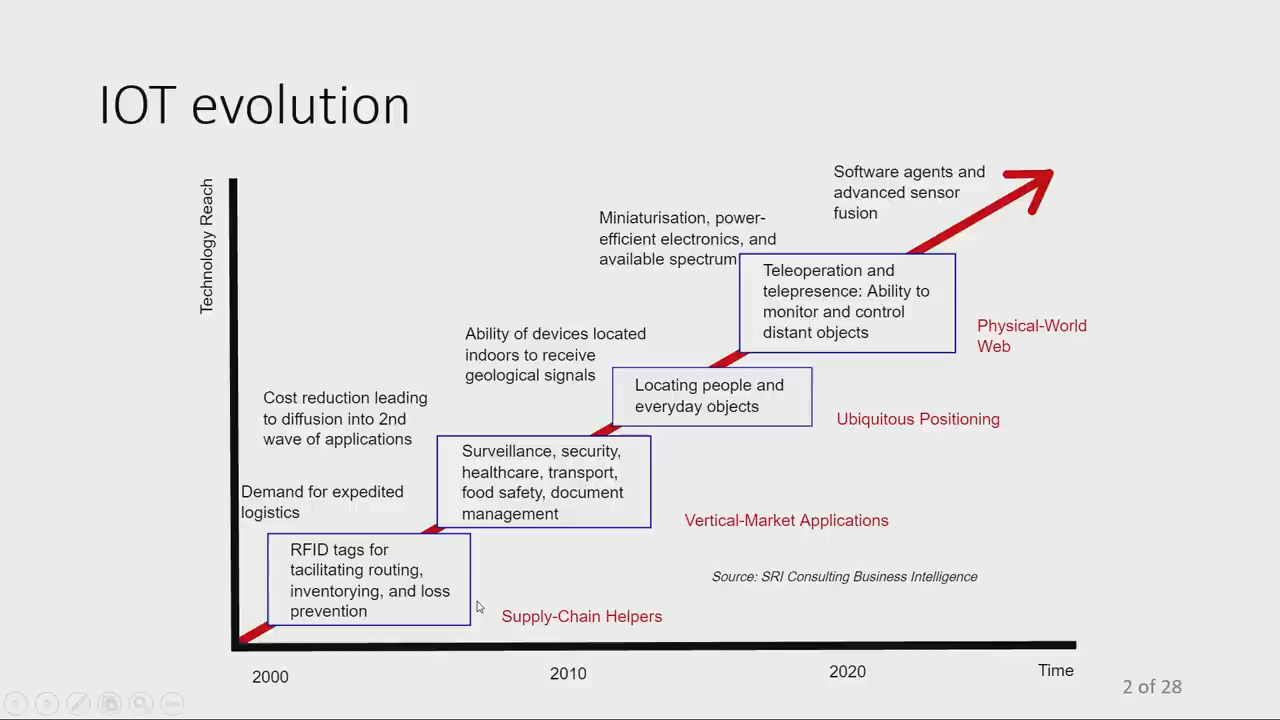 IOT evolution
Technology Reach
Software agents and
advanced sensor
fusion
Miniaturisation, power-
efficient electronics, and
available spectrum
Teleoperation and
telepresence: Ability to
monitor and control
distant objects
Physical-World
Web
Ability of devices located
indoors to receive
geological signals
Locating people and
everyday objects
Ubiquitous Positioning
Cost reduction leading
to diffusion into 2nd
wave of applications
Surveillance, security,
healthcare, transport,
food safety, document
management
Vertical-Market Applications
Demand for expedited
logistics
RFID tags for
tacilitating routing,
inventorying, and loss
prevention
Supply-Chain Helpers
Source: SRI Consulting Business Intelligence
2000
2010
2020
Time
2 of 28